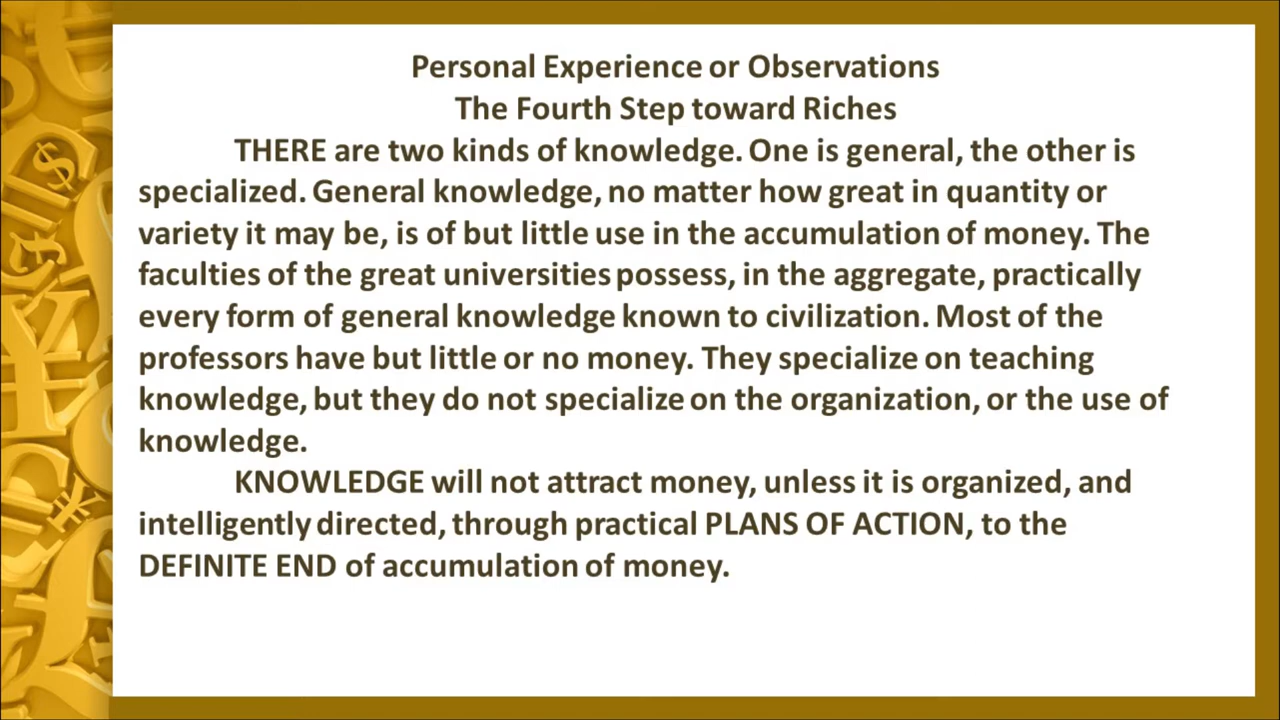 Personal Experience or Observations
The Fourth Step toward Riches
THERE are two kinds of knowledge. One is general, the other is
specialized. General knowledge, no matter how great in quantity or
variety it may be, is of but little use in the accumulation of money. The
faculties of the great universities possess, in the aggregate, practically
every form of general knowledge known to civilization. Most of the
professors have but little or no money. They specialize on teaching
knowledge, but they do not specialize on the organization, or the use of
knowledge.
KNOWLEDGE will not attract money, unless it is organized, and
intelligently directed, through practical PLANS OF ACTION, to the
DEFINITE END of accumulation of money.